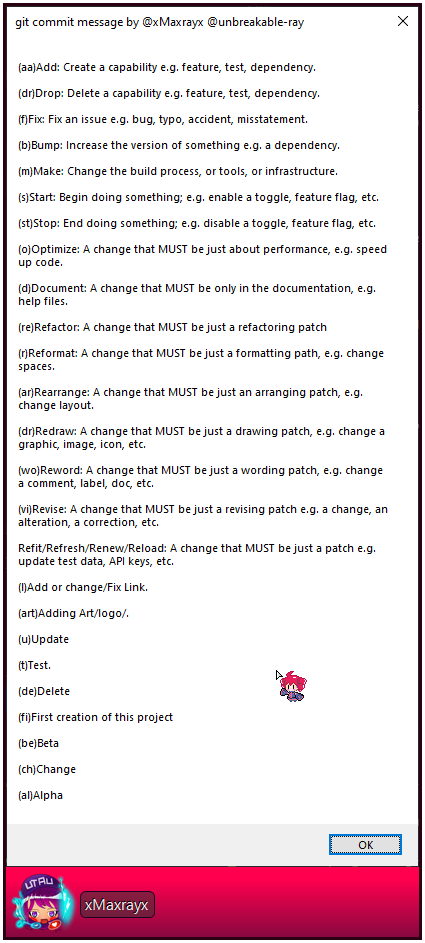 git commit message by @xMaxrayx @unbreakable-ray
(aa)Add: Create a capability e.g. feature, test, dependency.
(dr)Drop: Delete a capability e.g. feature, test, dependency.
(f)Fix: Fix an issue e.g. bug, typo, accident, misstatement.
(b)Bump: Increase the version of something e.g. a dependency.
(m)Make: Change the build process, or tools, or infrastructure.
(s)Start: Begin doing something; e.g. enable a toggle, feature flag, etc.
(st)Stop: End doing something; e.g. disable a toggle, feature flag, etc.
(o)Optimize: A change that MUST be just about performance, e.g. speed
up code.
(d)Document: A change that MUST be only in the documentation, e.g.
help files.
(re)Refactor: A change that MUST be just a refactoring patch
(r)Reformat: A change that MUST be just a formatting path, e.g. change
spaces.
(ar)Rearrange: A change that MUST be just an arranging patch, e.g.
change layout.
(dr)Redraw: A change that MUST be just a drawing patch, e.g. change a
graphic, image, icon, etc.
(wo)Reword: A change that MUST be just a wording patch, e.g. change
a comment, label, doc, etc.
(vi)Revise: A change that MUST be just a revising patch e.g. a change, an
alteration, a correction, etc.
Refit/Refresh/Renew/Reload: A change that MUST be just a patch e.g.
update test data, API keys, etc.
(l)Add or change/Fix Link.
(art)Adding Art/logo/.
(u)Update
(t)Test.
(de)Delete
(fi)First creation of this project
(be)Beta
(ch)Change
(al)Alpha
OK
UTAU
xMaxrayx